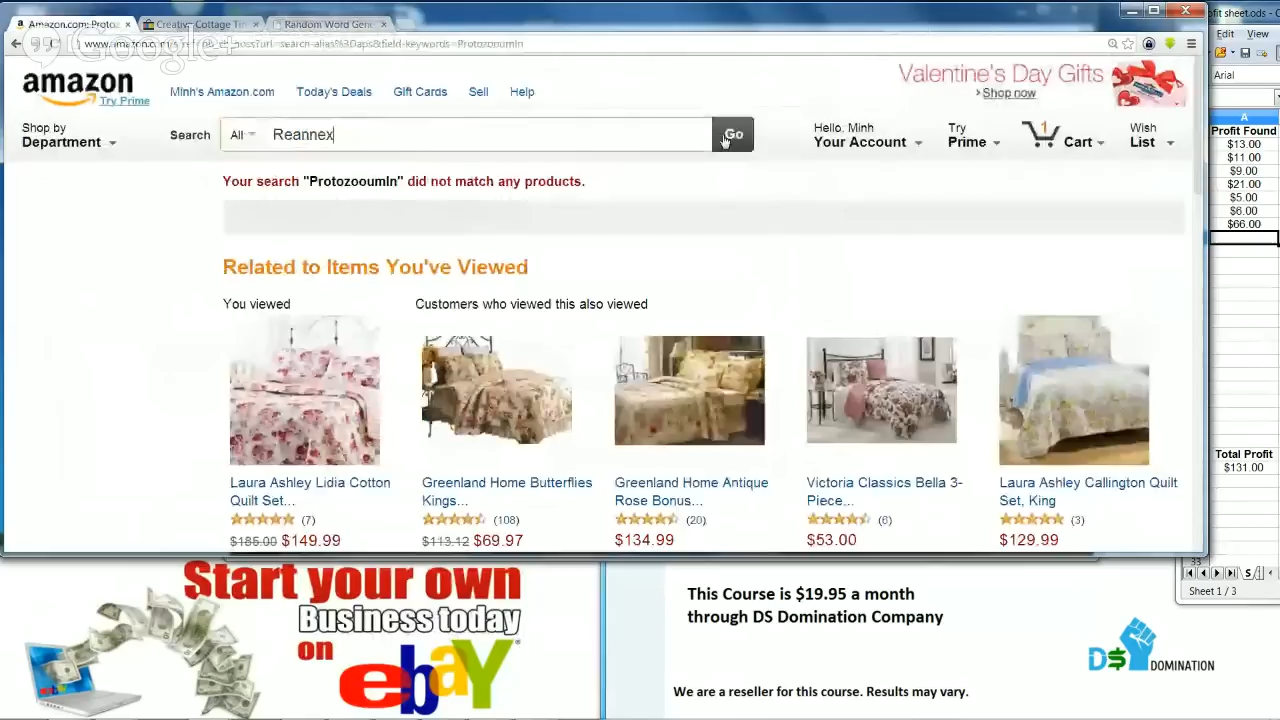 Amazon.com: Protoz
Creative Cottage Tin
Random Word Gene
fit sheet.ods - C
Google+
Edit View
amazon
Try Prime
Minh's Amazon.com Today's Deals Gift Cards Sell Help
Valentine's Day Gifts
Shop now
Arial
Shop by
Department
Search All Reannex Go
Hello, Minh
Your Account
Try
Prime
1
Cart
Wish
List
Your search "Protozooumln" did not match any products.
Related to Items You've Viewed
You viewed
Customers who viewed this also viewed
Laura Ashley Lidia Cotton
Quilt Set...
(7)
$185.00 $149.99
Greenland Home Butterflies
Kings...
(108)
$113.12 $69.97
Greenland Home Antique
Rose Bonus...
(20)
$134.99
Victoria Classics Bella 3-
Piece...
(6)
$53.00
Laura Ashley Callington Quilt
Set, King
(3)
$129.99
A
Profit Found
$13.00
$11.00
$9.00
$21.00
$5.00
$6.00
$66.00
Total Profit
$131.00
33
Sheet 1 / 3
Start your own
Business today
on
ebay
This Course is $19.95 a month
through DS Domination Company
D$ DOMINATION
We are a reseller for this course. Results may vary.